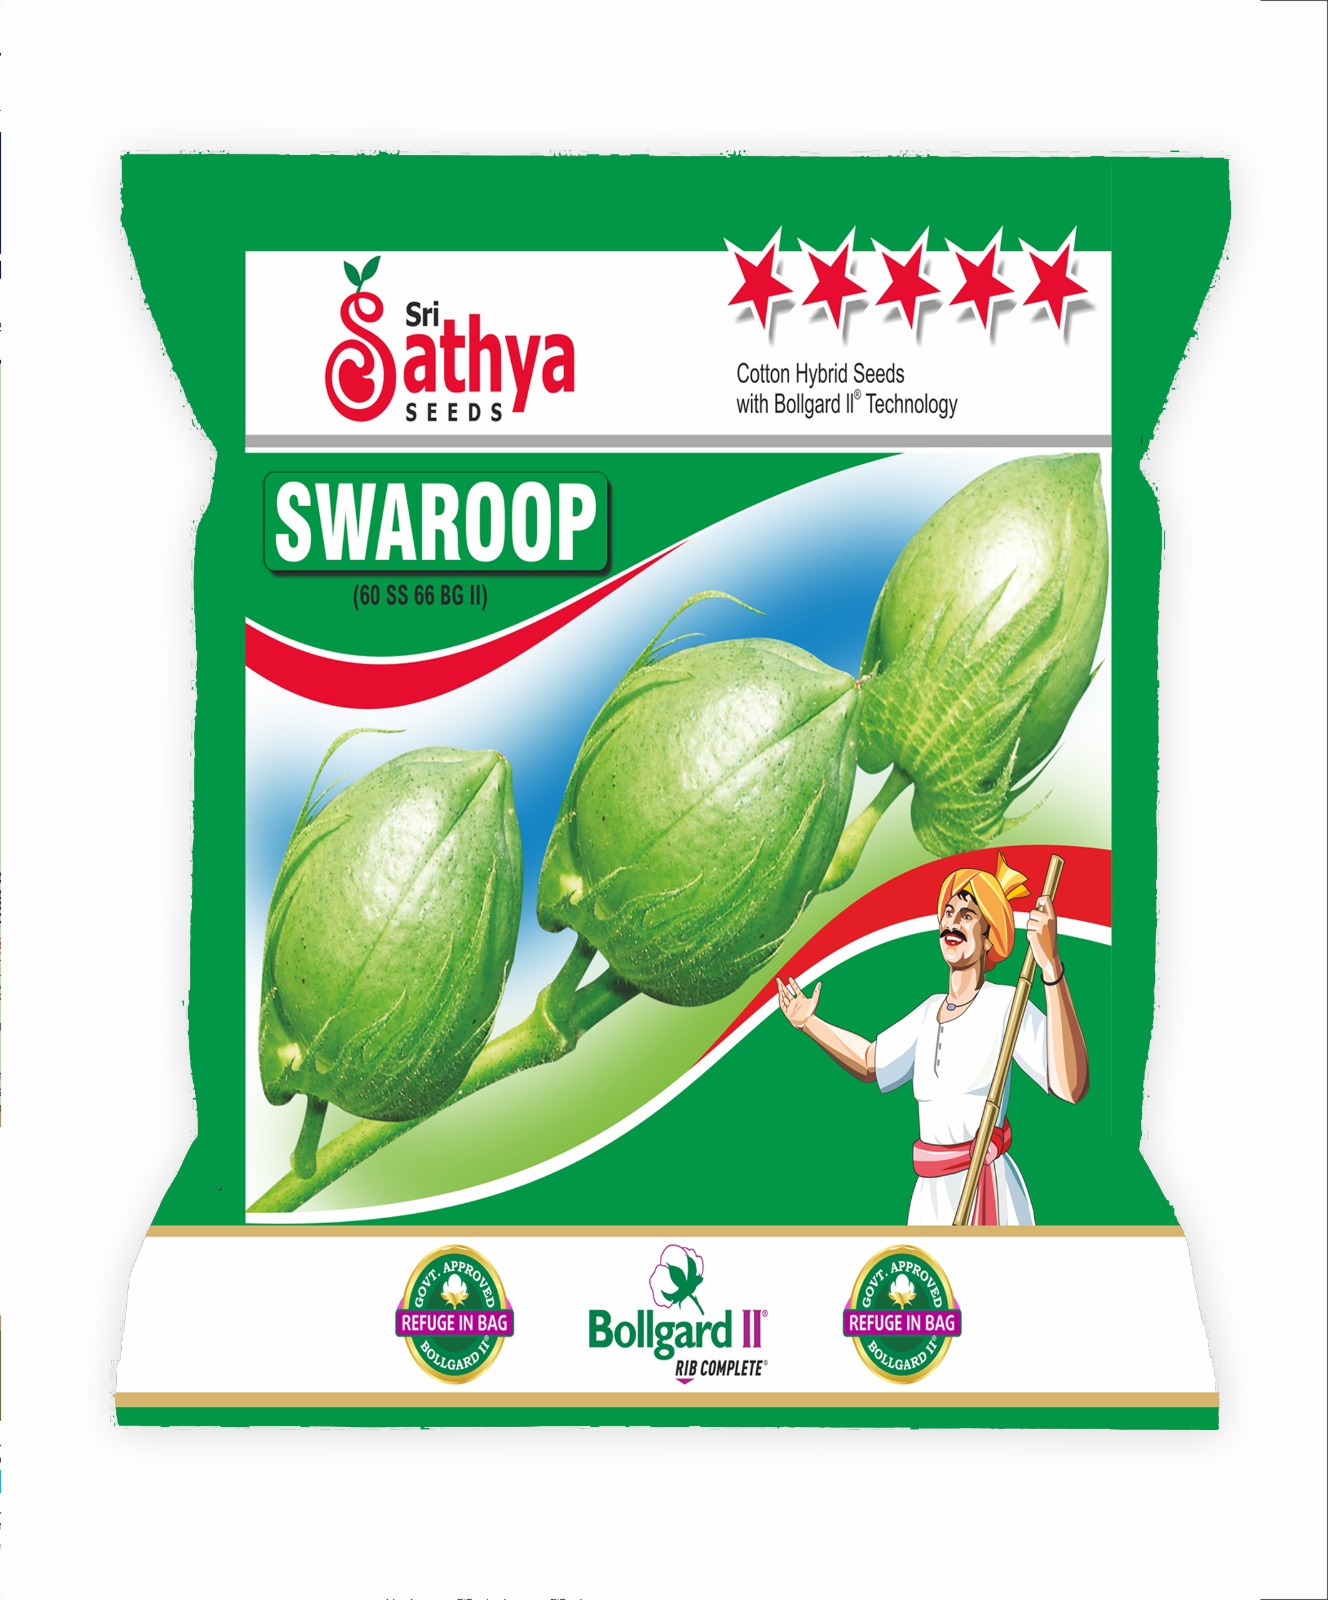 Sri
Sathya
SEEDS
Cotton Hybrid Seeds
with Bollgard II® Technology
SWAROOP
(60 SS 66 BG II)
GOVT. APPROVED
REFUGE IN BAG
BOLLGARD II®
Bollgard II®
RIB COMPLETE®
GOVT. APPROVED
REFUGE IN BAG
BOLLGARD II®